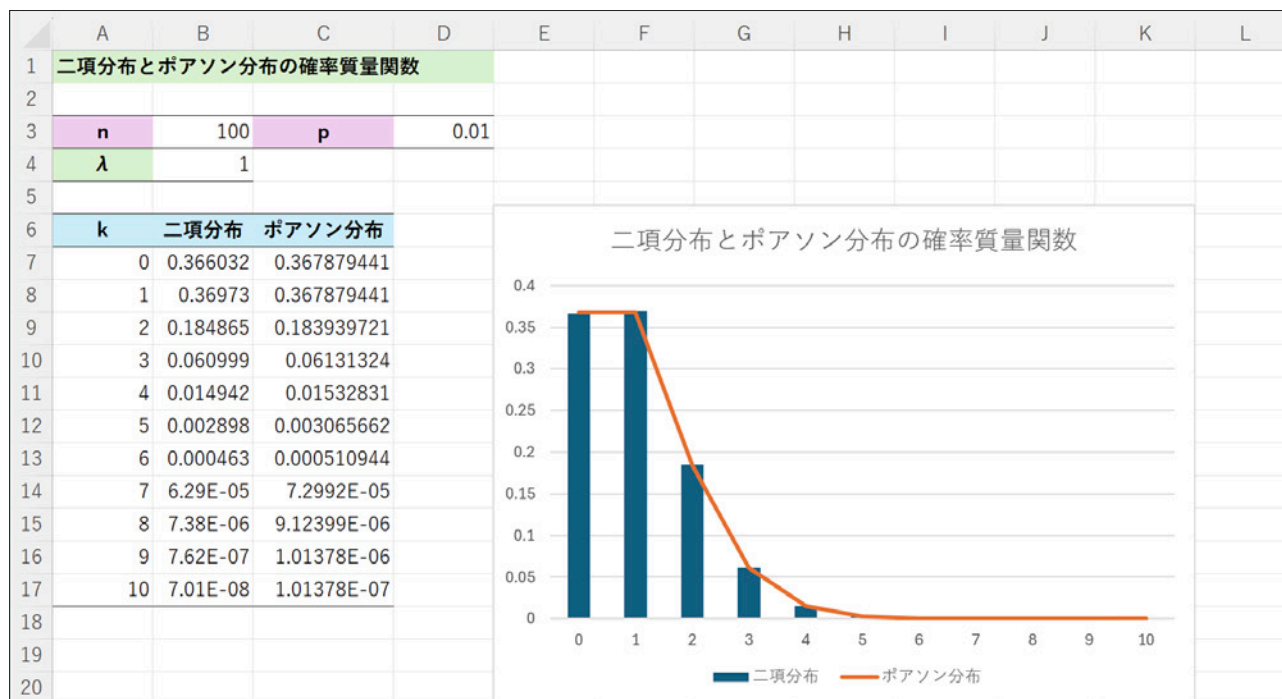 A B C D E F G H I J K L
1 二項分布とポアソン分布の確率質量関数
2
3 n 100 p 0.01
4 λ 1
5
6 k 二項分布 ポアソン分布
7 0 0.366032 0.367879441
8 1 0.36973 0.367879441
9 2 0.184865 0.183939721
10 3 0.060999 0.06131324
11 4 0.014942 0.01532831
12 5 0.002898 0.003065662
13 6 0.000463 0.000510944
14 7 6.29E-05 7.2992E-05
15 8 7.38E-06 9.12399E-06
16 9 7.62E-07 1.01378E-06
17 10 7.01E-08 1.01378E-07
18
19
20
二項分布とポアソン分布の確率質量関数
0.4
0.35
0.3
0.25
0.2
0.15
0.1
0.05
0
0 1 2 3 4 5 6 7 8 9 10
二項分布 ポアソン分布